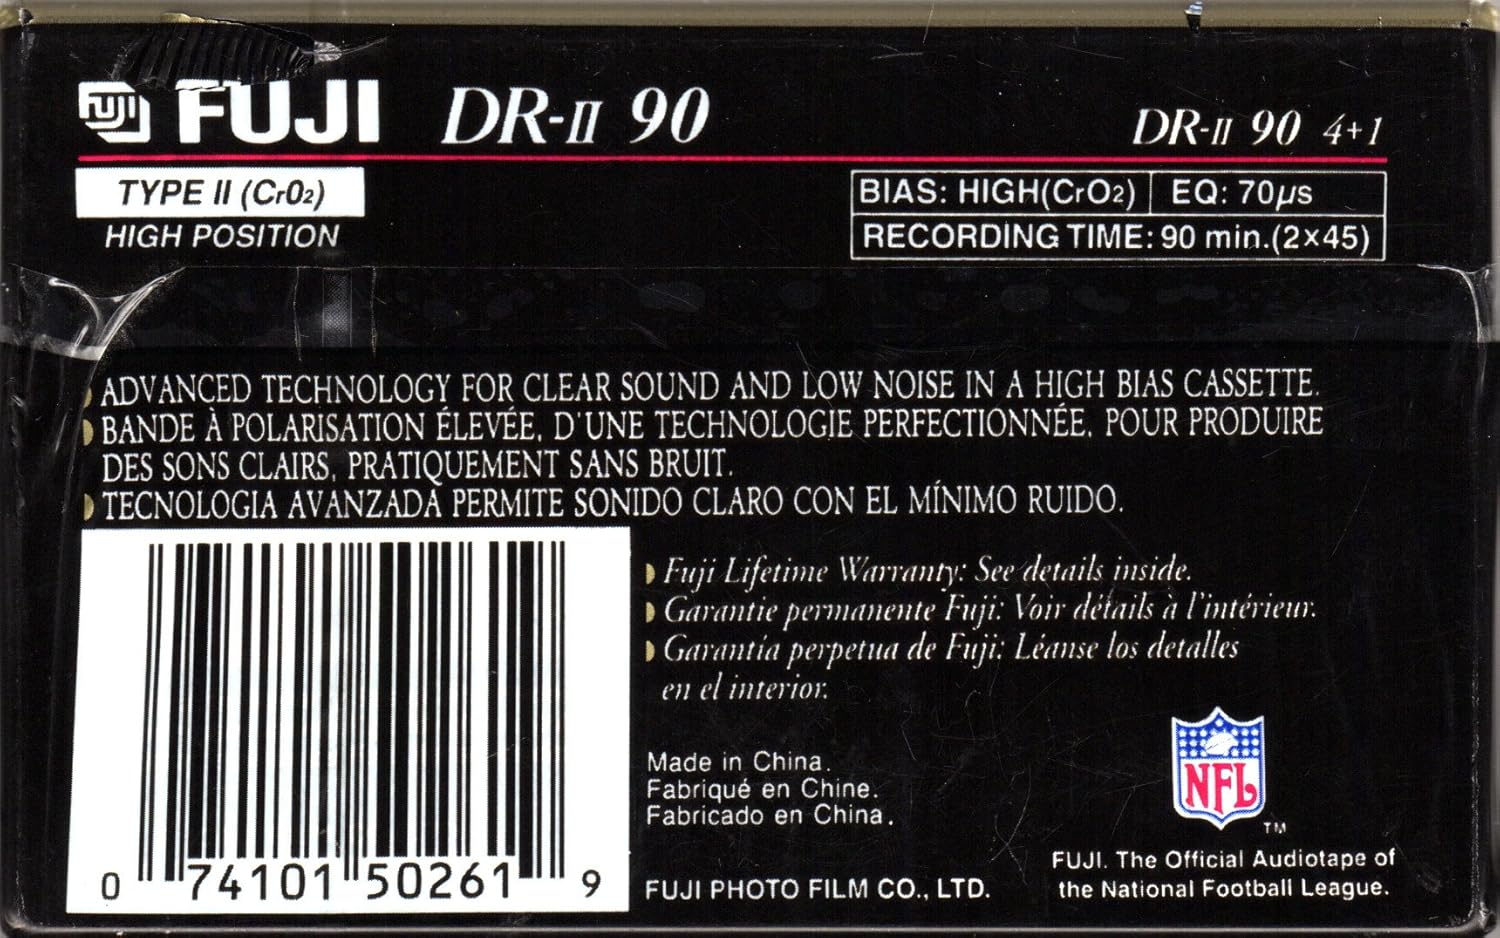 FUJI FUJI DR-II 90 DR-II 90 4+1
TYPE II (CrO2)
HIGH POSITION
BIAS: HIGH(CrO2) EQ: 70µs
RECORDING TIME: 90 min.(2×45)
ADVANCED TECHNOLOGY FOR CLEAR SOUND AND LOW NOISE IN A HIGH BIAS CASSETTE.
BANDE À POLARISATION ÉLEVÉE, D'UNE TECHNOLOGIE PERFECTIONNÉE, POUR PRODUIRE
DES SONS CLAIRS, PRATIQUEMENT SANS BRUIT.
TECNOLOGIA AVANZADA PERMITE SONIDO CLARO CON EL MÍNIMO RUIDO.
Fuji Lifetime Warranty: See details inside.
Garantie permanente Fuji: Voir détails à l'intérieur.
Garantía perpetua de Fuji: Léanse los detalles
en el interior.
Made in China.
Fabriqué en Chine.
Fabricado en China.
NFL
TM
0 74101 50261 9
FUJI PHOTO FILM CO., LTD.
FUJI. The Official Audiotape of
the National Football League.